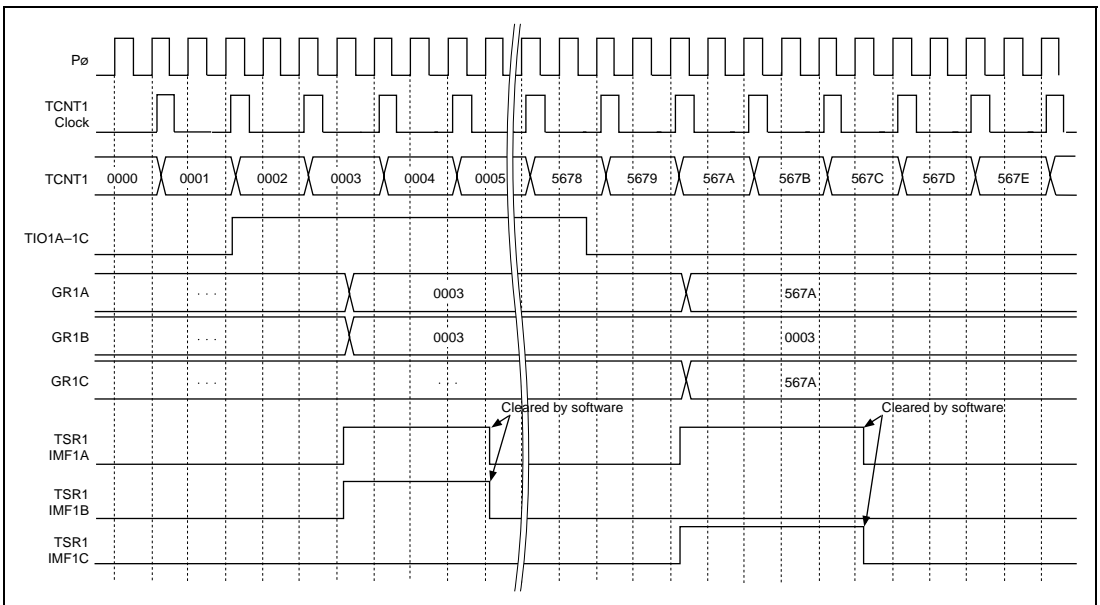 Pø
TCNT1
Clock
TCNT1 0000 0001 0002 0003 0004 0005 5678 5679 567A 567B 567C 567D 567E
TIO1A–1C
GR1A . . . 0003 567A
GR1B . . . 0003 0003
GR1C . . . . . . 567A
Cleared by software Cleared by software
TSR1
IMF1A
TSR1
IMF1B
TSR1
IMF1C